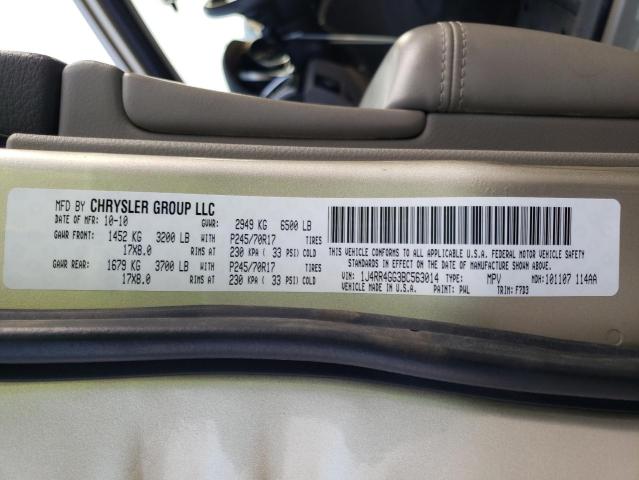 MFD BY CHRYSLER GROUP LLC
DATE OF MFR: 10-10 GVWR: 2949 KG 6500 LB
GAWR FRONT: 1452 KG 3200 LB WITH P245/70R17 TIRES
17X8.0 RIMS AT 230 KPA ( 33 PSI) COLD
GAWR REAR: 1679 KG 3700 LB WITH P245/70R17 TIRES
17X8.0 RIMS AT 230 KPA ( 33 PSI) COLD
THIS VEHICLE CONFORMS TO ALL APPLICABLE U.S.A. FEDERAL MOTOR VEHICLE SAFETY
STANDARDS IN EFFECT ON THE DATE OF MANUFACTURE SHOWN ABOVE.
VIN: 1J4RR4GG3BC563014 TYPE: MPV MDH: 101107 114AA
VEHICLE MADE IN U.S.A. PAINT: PWL TRIM: F7D3